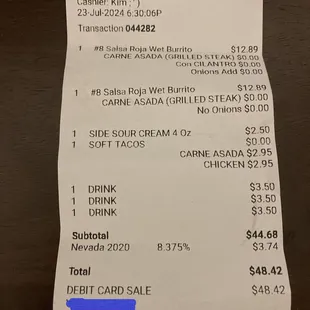 Cashier: Kim ;")
23-Jul-2024 6:30:06P
Transaction 044282
1 #8 Salsa Roja Wet Burrito $12.89
CARNE ASADA (GRILLED STEAK) $0.00
Con CILANTRO $0.00
Onions Add $0.00
1 #8 Salsa Roja Wet Burrito $12.89
CARNE ASADA (GRILLED STEAK) $0.00
No Onions $0.00
1 SIDE SOUR CREAM 4 Oz $2.50
1 SOFT TACOS $0.00
CARNE ASADA $2.95
CHICKEN $2.95
1 DRINK $3.50
1 DRINK $3.50
1 DRINK $3.50
Subtotal $44.68
Nevada 2020 8.375% $3.74
Total $48.42
DEBIT CARD SALE $48.42